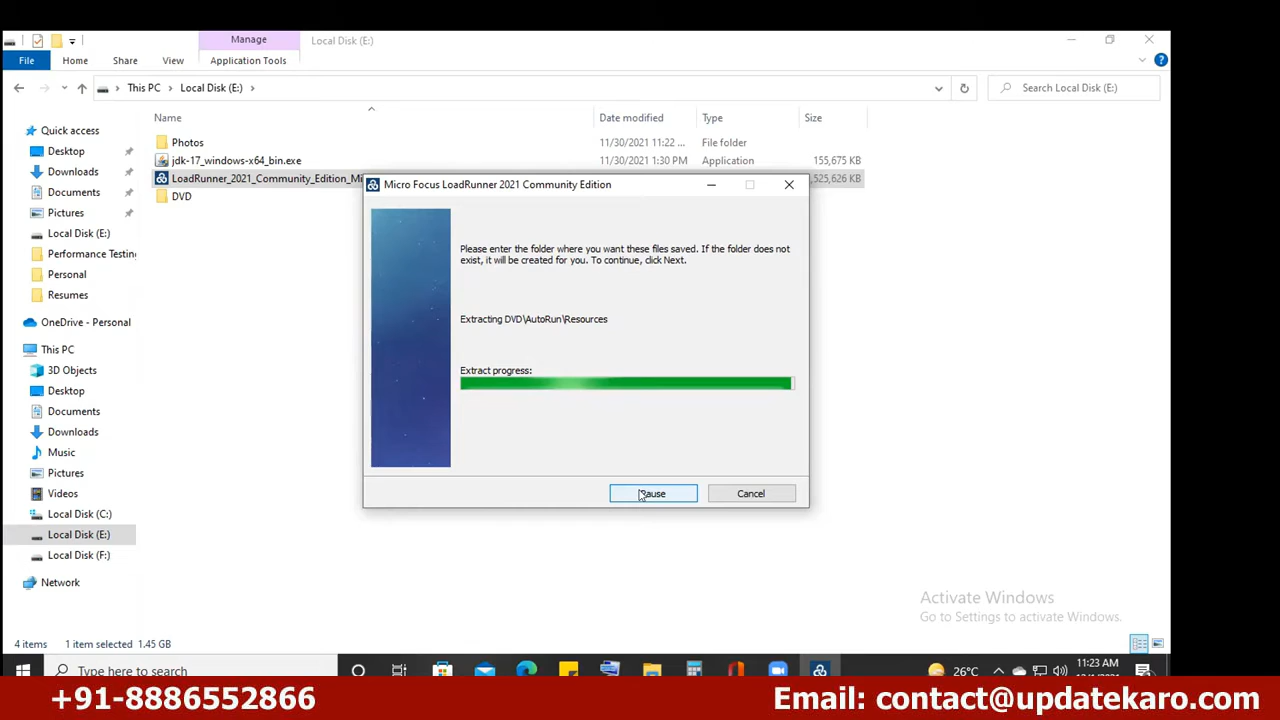 Manage
Local Disk (E:)
File
Home
Share
View
Application Tools
This PC
Local Disk (E:)
Search Local Disk (E:)
Name
Date modified
Type
Size
Quick access
Desktop
Downloads
Documents
Pictures
Local Disk (E:)
Performance Testing
Personal
Resumes
OneDrive - Personal
This PC
3D Objects
Desktop
Documents
Downloads
Music
Pictures
Videos
Local Disk (C:)
Local Disk (E:)
Local Disk (F:)
Network
Photos
11/30/2021 11:22 ...
File folder
jdk-17_windows-x64_bin.exe
11/30/2021 1:30 PM
Application
155,675 KB
LoadRunner_2021_Community_Edition_Mi
,525,626 KB
DVD
Micro Focus LoadRunner 2021 Community Edition
Please enter the folder where you want these files saved. If the folder does not
exist, it will be created for you. To continue, click Next.
Extracting DVD\AutoRun\Resources
Extract progress:
Pause
Cancel
Activate Windows
Go to Settings to activate Windows.
4 items
1 item selected 1.45 GB
Type here to search
26°C
11:23 AM
+91-8886552866
Email: contact@updatekaro.com